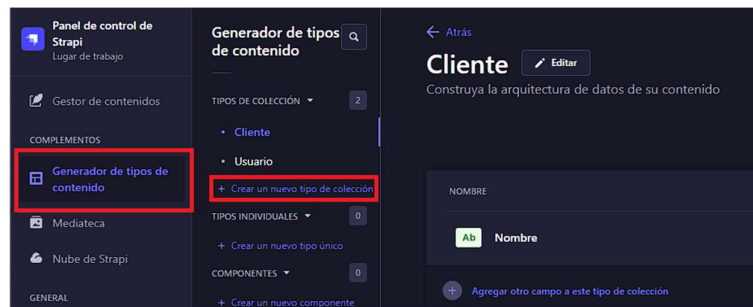 Panel de control de
Strapi
Lugar de trabajo
Gestor de contenidos
COMPLEMENTOS
Generador de tipos de
contenido
Mediateca
Nube de Strapi
GENERAL
Generador de tipos
de contenido
TIPOS DE COLECCIÓN 2
Cliente
Usuario
+ Crear un nuevo tipo de colección
TIPOS INDIVIDUALES 0
+ Crear un nuevo tipo único
COMPONENTES 0
+ Crear un nuevo componente
← Atrás
Cliente Editar
Construya la arquitectura de datos de su contenido
NOMBRE
Ab Nombre
+ Agregar otro campo a este tipo de colección